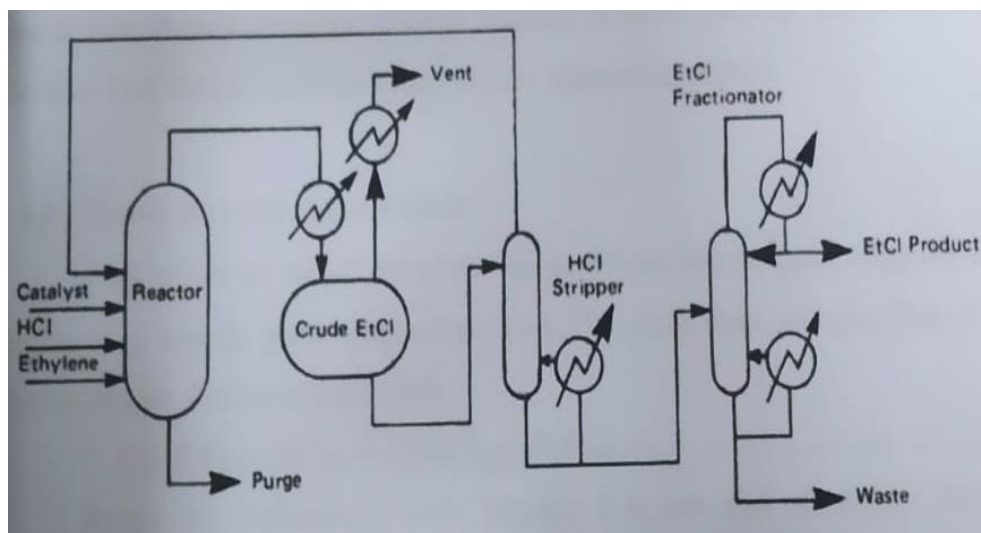 Vent
EtCl
Fractionator
Catalyst
Reactor
HCl
Ethylene
Crude EtCl
HCl
Stripper
EtCl Product
Purge
Waste